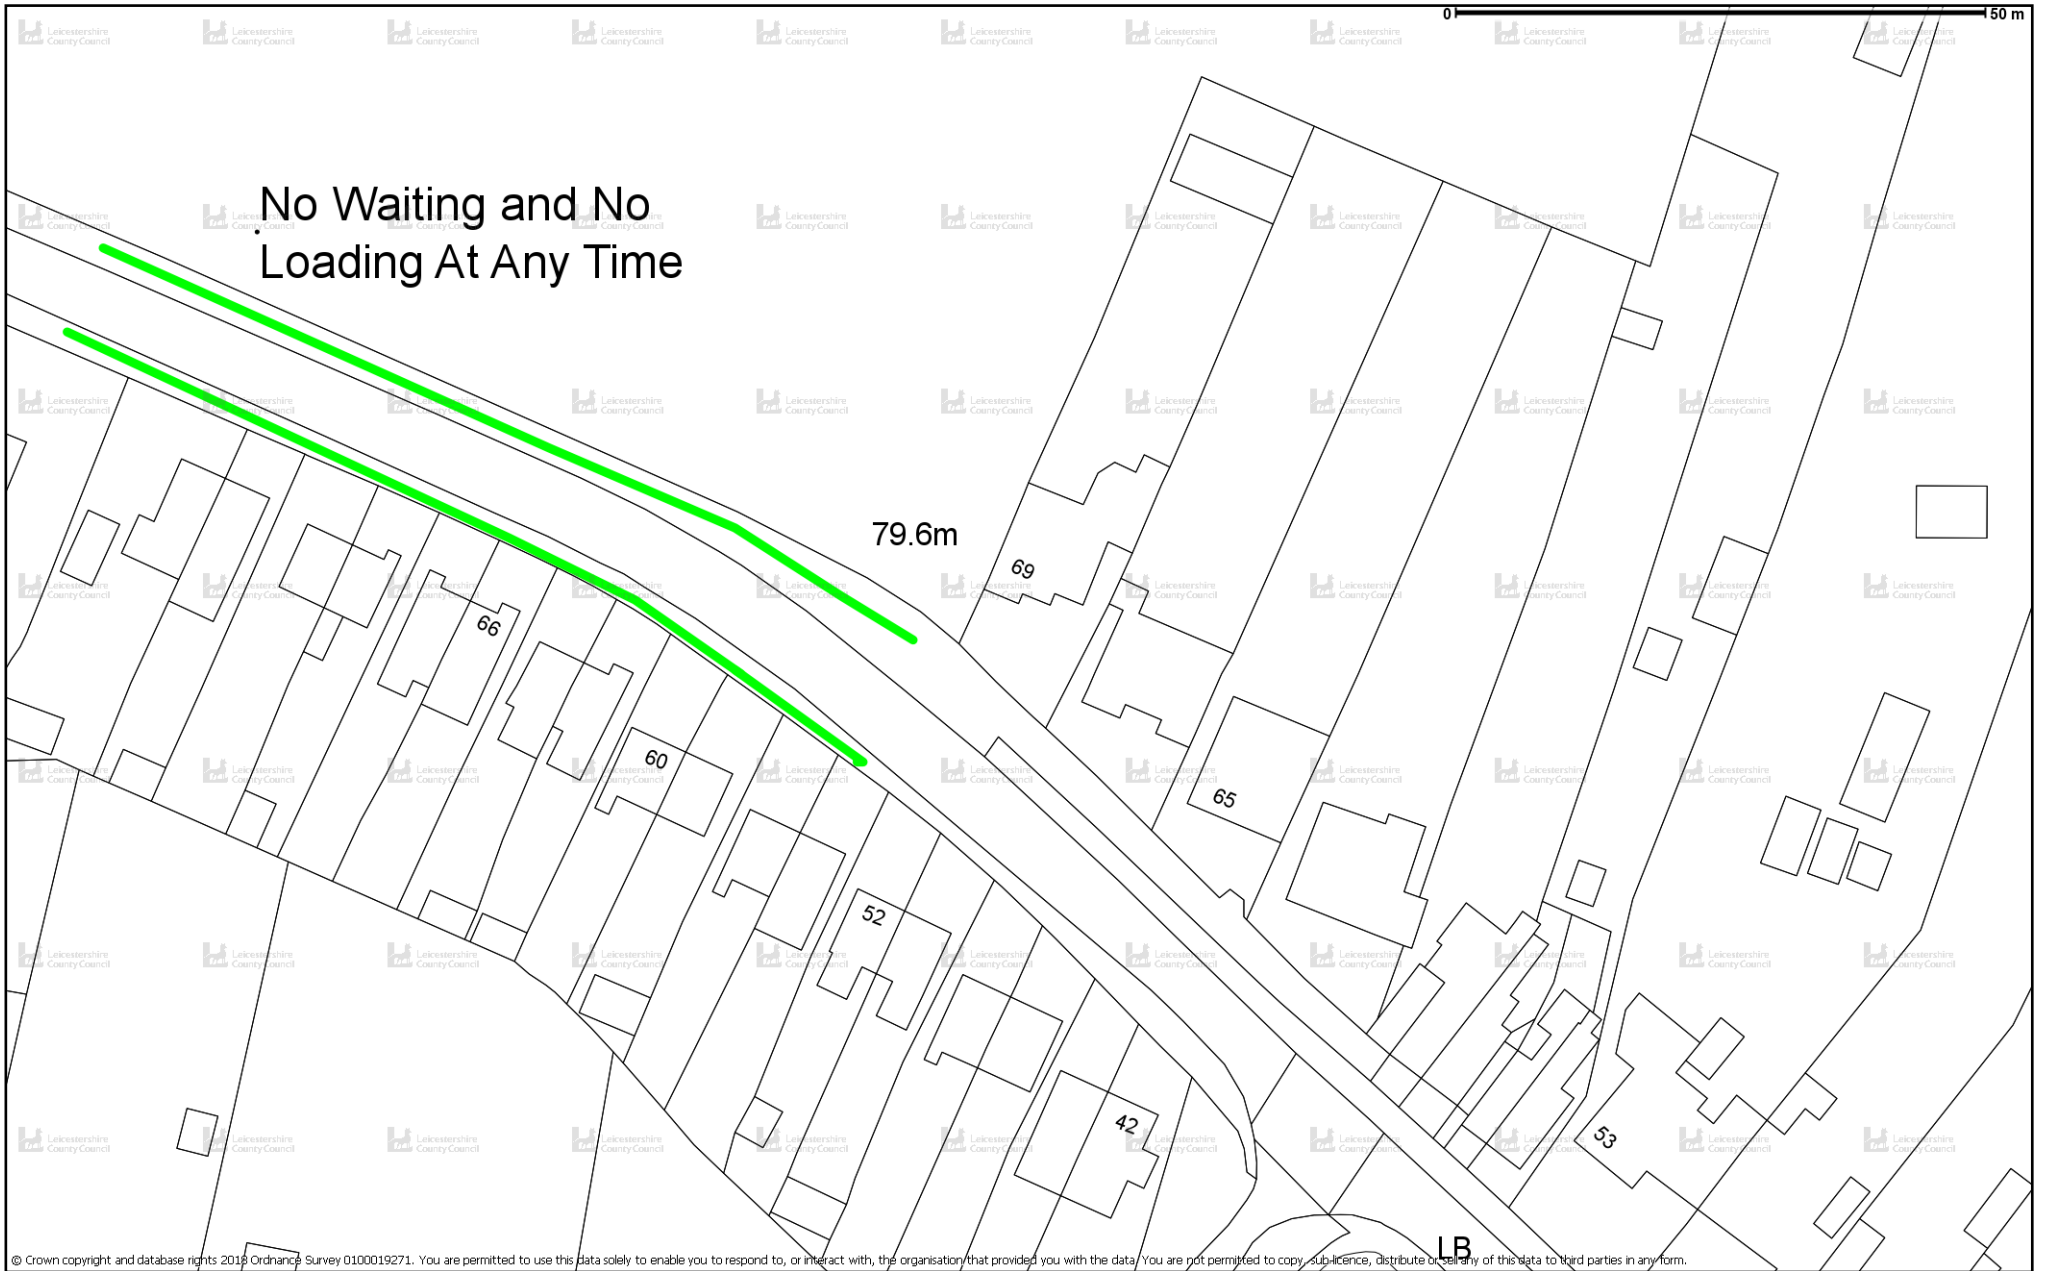 0 50 m
No Waiting and No
Loading At Any Time
79.6m
69
66
60
65
52
42
53
LB
© Crown copyright and database rights 2018 Ordnance Survey 0100019271. You are permitted to use this data solely to enable you to respond to, or interact with, the organisation that provided you with the data. You are not permitted to copy, sub-licence, distribute or sell any of this data to third parties in any form.
Leicestershire
County Council